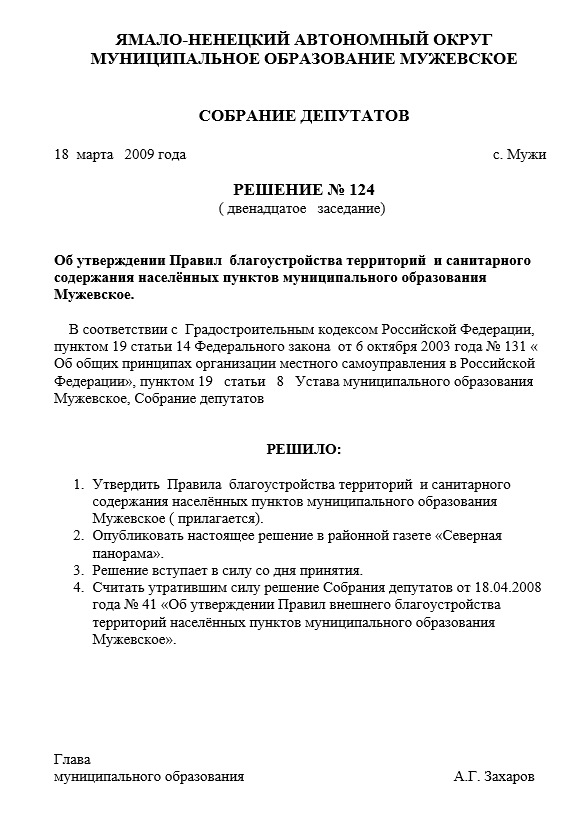 ЯМАЛО-НЕНЕЦКИЙ АВТОНОМНЫЙ ОКРУГ
МУНИЦИПАЛЬНОЕ ОБРАЗОВАНИЕ МУЖЕВСКОЕ
СОБРАНИЕ ДЕПУТАТОВ
18 марта 2009 года с. Мужи
РЕШЕНИЕ № 124
( двенадцатое заседание)
Об утверждении Правил благоустройства территорий и санитарного
содержания населённых пунктов муниципального образования
Мужевское.
В соответствии с Градостроительным кодексом Российской Федерации,
пунктом 19 статьи 14 Федерального закона от 6 октября 2003 года № 131 «
Об общих принципах организации местного самоуправления в Российской
Федерации», пунктом 19 статьи 8 Устава муниципального образования
Мужевское, Собрание депутатов
РЕШИЛО:
1. Утвердить Правила благоустройства территорий и санитарного
содержания населённых пунктов муниципального образования
Мужевское ( прилагается).
2. Опубликовать настоящее решение в районной газете «Северная
панорама».
3. Решение вступает в силу со дня принятия.
4. Считать утратившим силу решение Собрания депутатов от 18.04.2008
года № 41 «Об утверждении Правил внешнего благоустройства
территорий населённых пунктов муниципального образования
Мужевское».
Глава
муниципального образования А.Г. Захаров